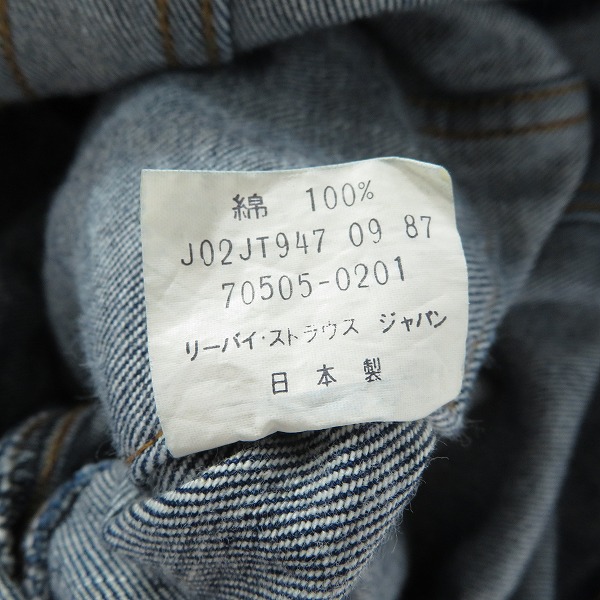 綿 100%
J02JT947 09 87
70505-0201
リーバイ・ストラウス ジャパン
日本製